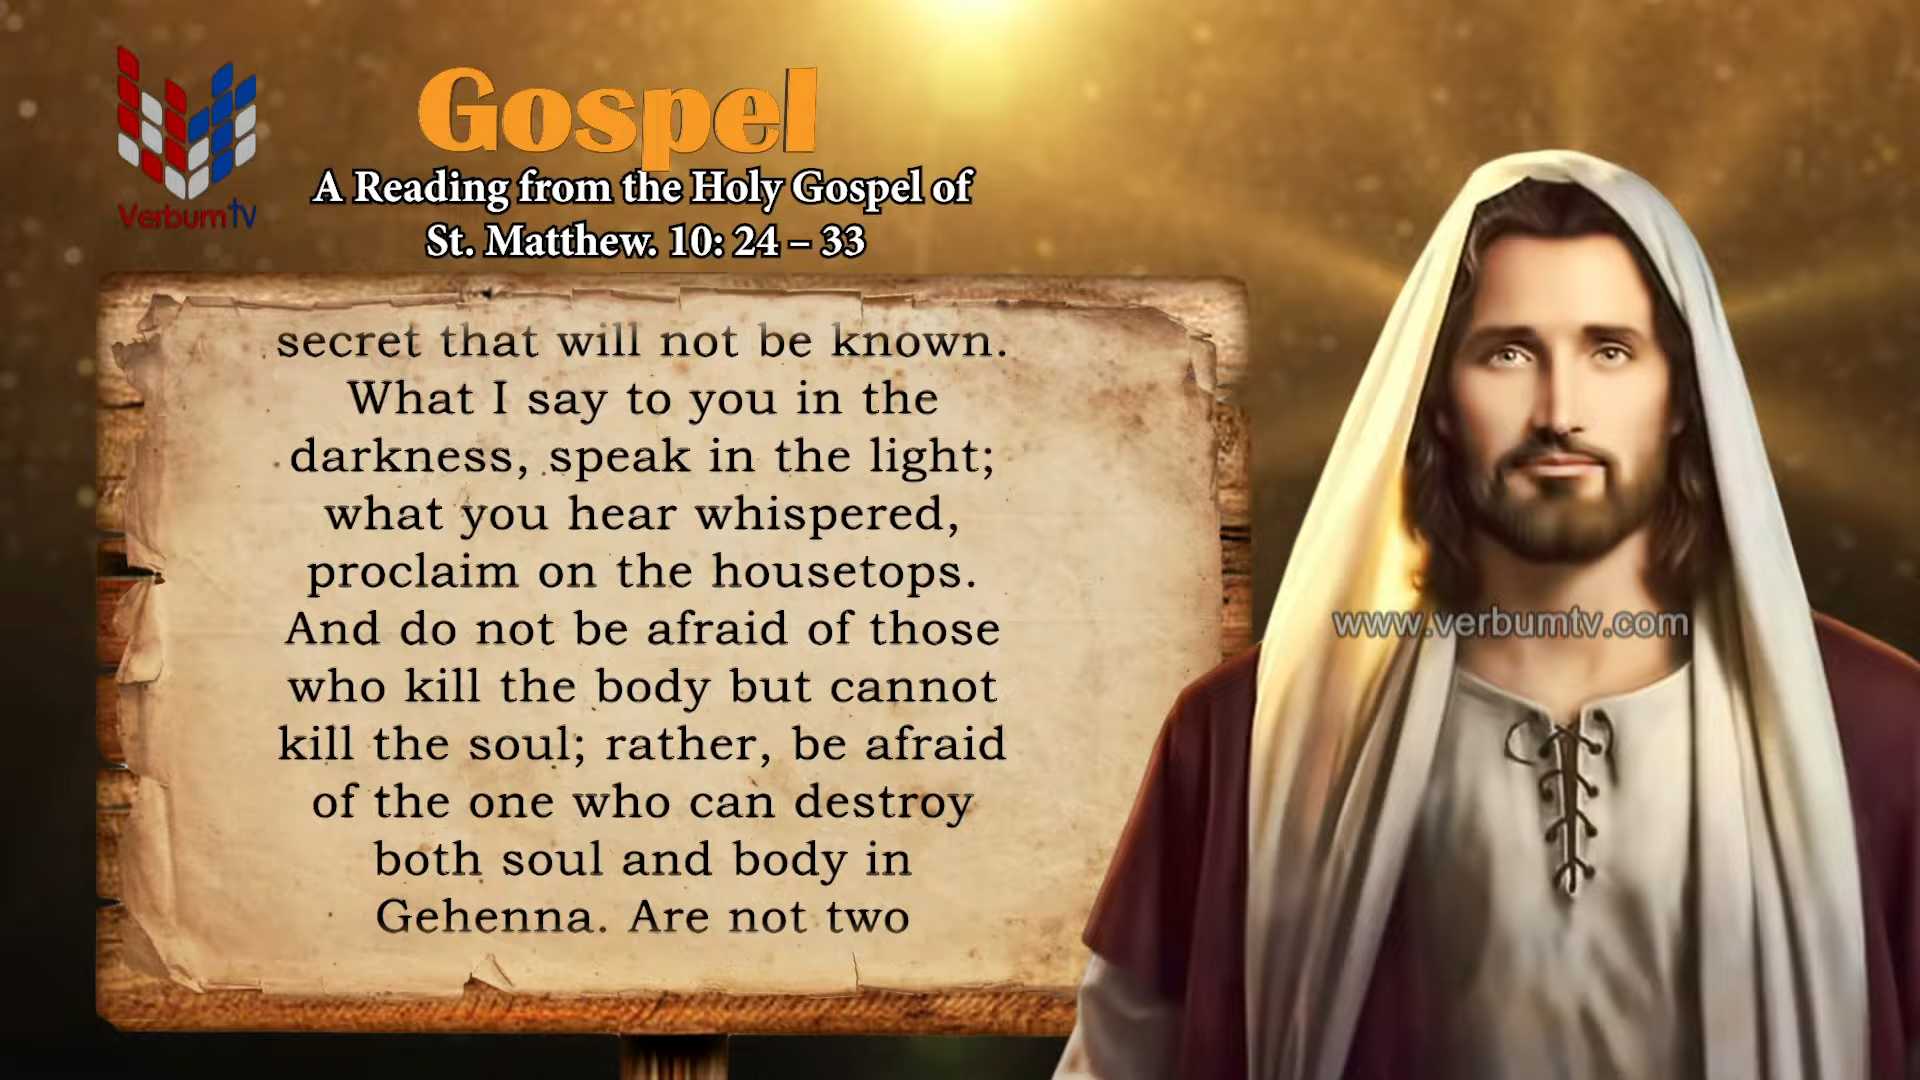 VerbumTV
Gospel
A Reading from the Holy Gospel of
St. Matthew. 10: 24 – 33
secret that will not be known.
What I say to you in the
darkness, speak in the light;
what you hear whispered,
proclaim on the housetops.
And do not be afraid of those
who kill the body but cannot
kill the soul; rather, be afraid
of the one who can destroy
both soul and body in
Gehenna. Are not two
www.verbumtv.com